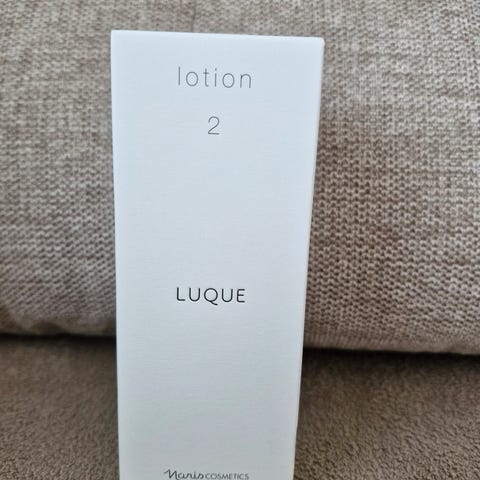 lotion
2
LUQUE
Naris COSMETICS